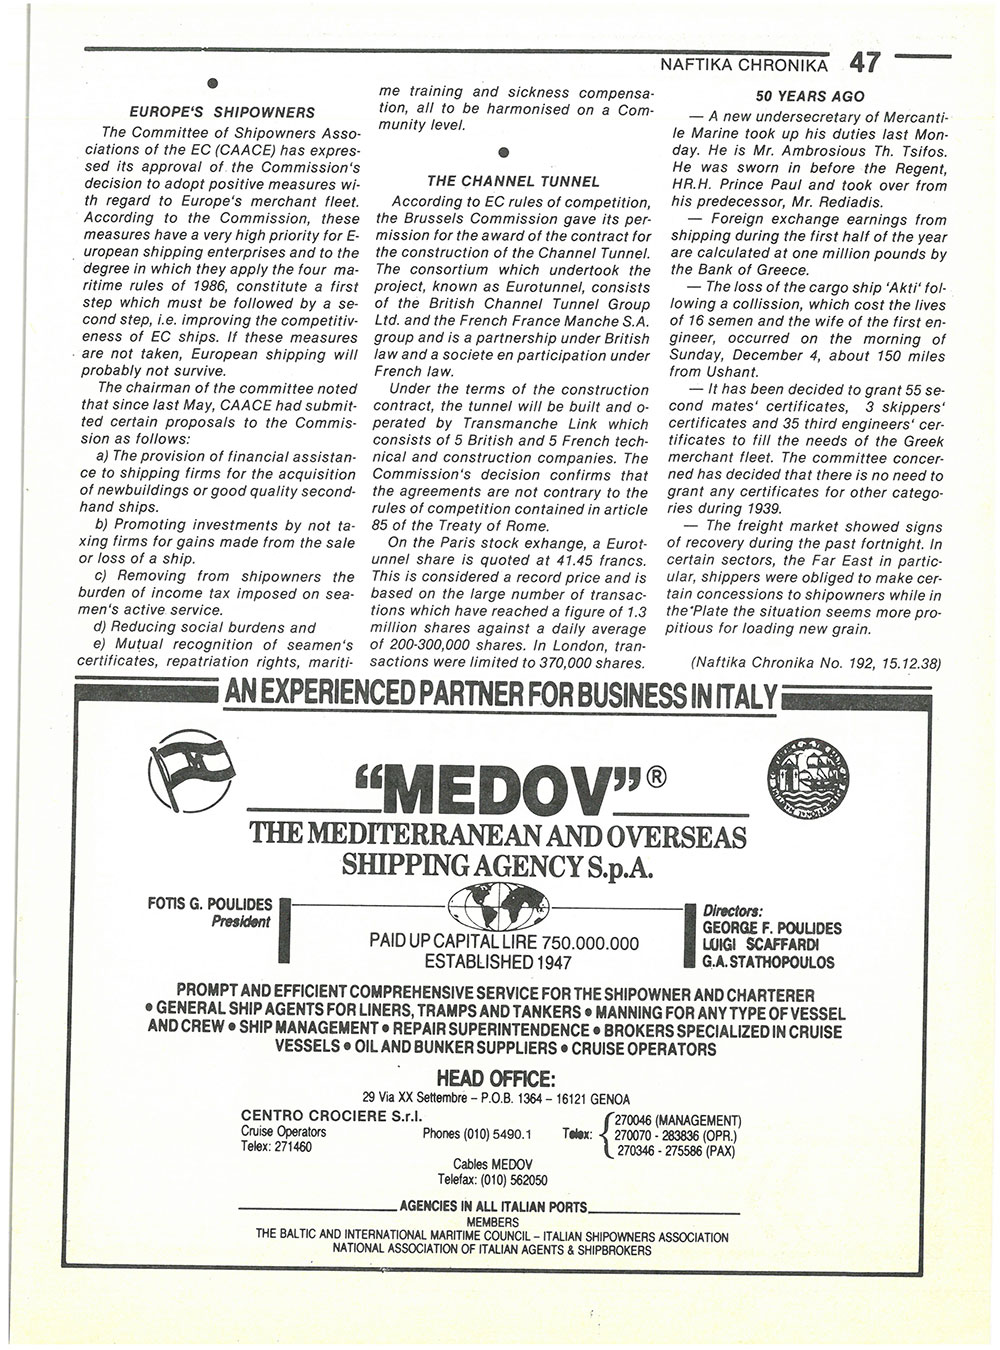 NAFTIKA CHRONIKA 47
EUROPE'S SHIPOWNERS
The Committee of Shipowners Asso-
ciations of the EC (CAACE) has expres-
sed its approval of the Commission's
decision to adopt positive measures wi-
th regard to Europe's merchant fleet.
According to the Commission, these
measures have a very high priority for E-
uropean shipping enterprises and to the
degree in which they apply the four ma-
ritime rules of 1986, constitute a first
step which must be followed by a se-
cond step, i.e. improving the competitiv-
eness of EC ships. If these measures
are not taken, European shipping will
probably not survive.
The chairman of the committee noted
that since last May, CAACE had submit-
ted certain proposals to the Commis-
sion as follows:
a) The provision of financial assistan-
ce to shipping firms for the acquisition
of newbuildings or good quality second-
hand ships.
b) Promoting investments by not ta-
xing firms for gains made from the sale
or loss of a ship.
c) Removing from shipowners the
burden of income tax imposed on sea-
men's active service.
d) Reducing social burdens and
e) Mutual recognition of seamen's
certificates, repatriation rights, mariti-
me training and sickness compensa-
tion, all to be harmonised on a Com-
munity level.
THE CHANNEL TUNNEL
According to EC rules of competition,
the Brussels Commission gave its per-
mission for the award of the contract for
the construction of the Channel Tunnel.
The consortium which undertook the
project, known as Eurotunnel, consists
of the British Channel Tunnel Group
Ltd. and the French France Manche S.A.
group and is a partnership under British
law and a societe en participation under
French law.
Under the terms of the construction
contract, the tunnel will be built and o-
perated by Transmanche Link which
consists of 5 British and 5 French tech-
nical and construction companies. The
Commission's decision confirms that
the agreements are not contrary to the
rules of competition contained in article
85 of the Treaty of Rome.
On the Paris stock exhange, a Eurot-
unnel share is quoted at 41.45 francs.
This is considered a record price and is
based on the large number of transac-
tions which have reached a figure of 1.3
million shares against a daily average
of 200-300,000 shares. In London, tran-
sactions were limited to 370,000 shares.
50 YEARS AGO
— A new undersecretary of Mercanti-
le Marine took up his duties last Mon-
day. He is Mr. Ambrosious Th. Tsifos.
He was sworn in before the Regent,
HR.H. Prince Paul and took over from
his predecessor, Mr. Rediadis.
— Foreign exchange earnings from
shipping during the first half of the year
are calculated at one million pounds by
the Bank of Greece.
— The loss of the cargo ship 'Akti' fol-
lowing a collission, which cost the lives
of 16 semen and the wife of the first en-
gineer, occurred on the morning of
Sunday, December 4, about 150 miles
from Ushant.
— It has been decided to grant 55 se-
cond mates' certificates, 3 skippers'
certificates and 35 third engineers' cer-
tificates to fill the needs of the Greek
merchant fleet. The committee concer-
ned has decided that there is no need to
grant any certificates for other catego-
ries during 1939.
— The freight market showed signs
of recovery during the past fortnight. In
certain sectors, the Far East in partic-
ular, shippers were obliged to make cer-
tain concessions to shipowners while in
the Plate the situation seems more pro-
pitious for loading new grain.
(Naftika Chronika No. 192, 15.12.38)
AN EXPERIENCED PARTNER FOR BUSINESS IN ITALY
M
"MEDOV"®
THE MEDITERRANEAN AND OVERSEAS
SHIPPING AGENCY S.p.A.
FOTIS G. POULIDES
President
Directors:
GEORGE F. POULIDES
LUIGI SCAFFARDI
G.A. STATHOPOULOS
PAID UP CAPITAL LIRE 750.000.000
ESTABLISHED 1947
PROMPT AND EFFICIENT COMPREHENSIVE SERVICE FOR THE SHIPOWNER AND CHARTERER
• GENERAL SHIP AGENTS FOR LINERS, TRAMPS AND TANKERS • MANNING FOR ANY TYPE OF VESSEL
AND CREW • SHIP MANAGEMENT • REPAIR SUPERINTENDENCE • BROKERS SPECIALIZED IN CRUISE
VESSELS • OIL AND BUNKER SUPPLIERS • CRUISE OPERATORS
HEAD OFFICE:
29 Via XX Settembre – P.O.B. 1364 – 16121 GENOA
CENTRO CROCIERE S.r.l.
Cruise Operators
Telex: 271460
Phones (010) 5490.1
Telex:
270046 (MANAGEMENT)
270070 - 283836 (OPR.)
270346 - 275586 (PAX)
Cables MEDOV
Telefax: (010) 562050
AGENCIES IN ALL ITALIAN PORTS
MEMBERS
THE BALTIC AND INTERNATIONAL MARITIME COUNCIL – ITALIAN SHIPOWNERS ASSOCIATION
NATIONAL ASSOCIATION OF ITALIAN AGENTS & SHIPBROKERS